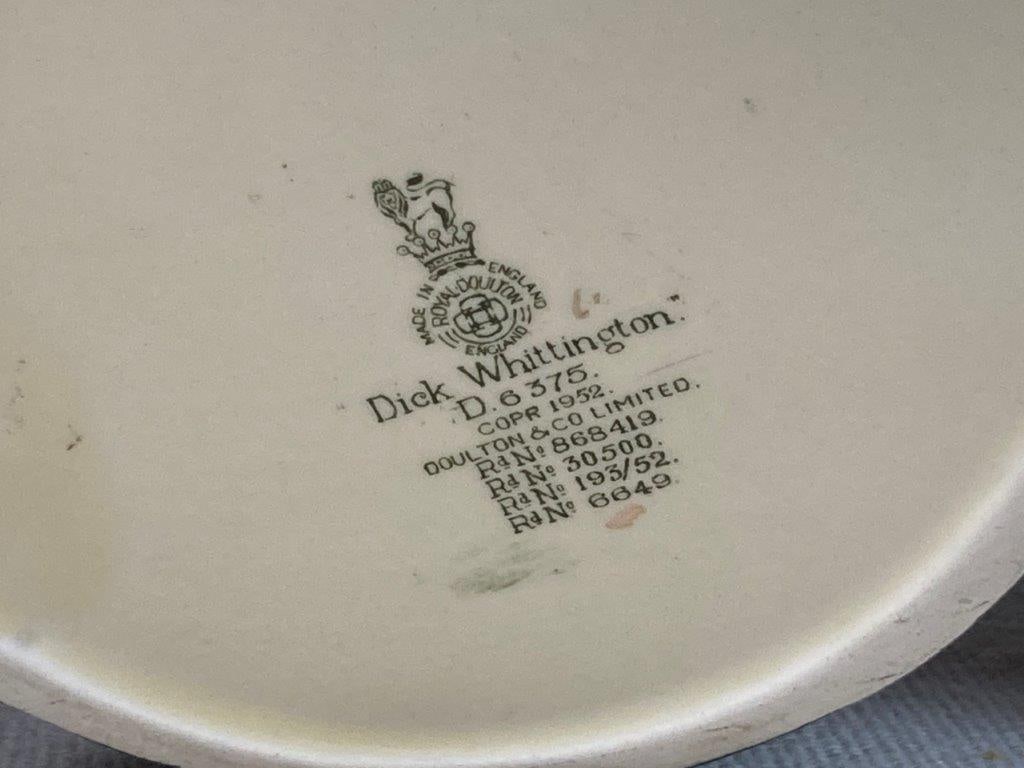 MADE IN ENGLAND
ROYAL·DOULTON
ENGLAND
"Dick Whittington."
D.6375.
COPR 1952.
DOULTON & CO LIMITED.
Rd No 868419.
Rd No 30500.
Rd No 193/52.
Rd No 6649.